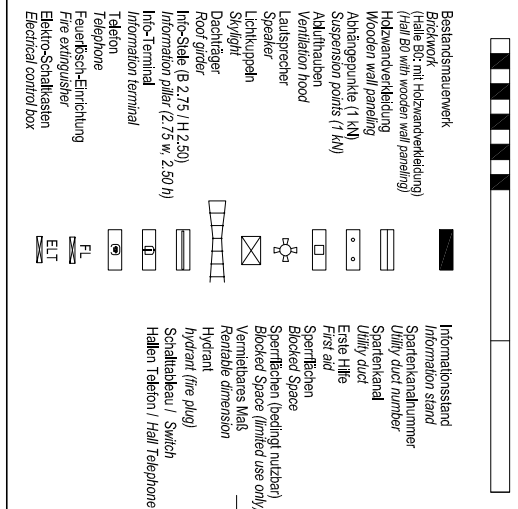 Bestandsmauerwerk
Brickwork
(Halle B0: mit Holzwandverkleidung)
(Hall B0 with wooden wall paneling)
Holzwandverkleidung
Wooden wall paneling
Abhängepunkte (1 kN)
Suspension points (1 kN)
Ablufthauben
Ventilation hood
Lautsprecher
Speaker
Lichtkuppeln
Skylight
Dachträger
Roof girder
Info-Stele (B 2.75 / H 2.50)
Information pillar (2.75 w, 2.50 h)
Info-Terminal
Information terminal
Telefon
Telephone
Feuerlösch-Einrichtung
Fire extinguisher
Elektro-Schaltkasten
Electrical control box
FL
ELT
Informationsstand
Information stand
Spartenkanalnummer
Utility duct number
Spartenkanal
Utility duct
Erste Hilfe
First aid
Sperrflächen
Blocked Space
Sperrflächen (bedingt nutzbar)
Blocked Space (limited use only)
Vermietbares Maß
Rentable dimension
Hydrant
hydrant (fire plug)
Schalttableau / Switch
Hallen Telefon / Hall Telephone